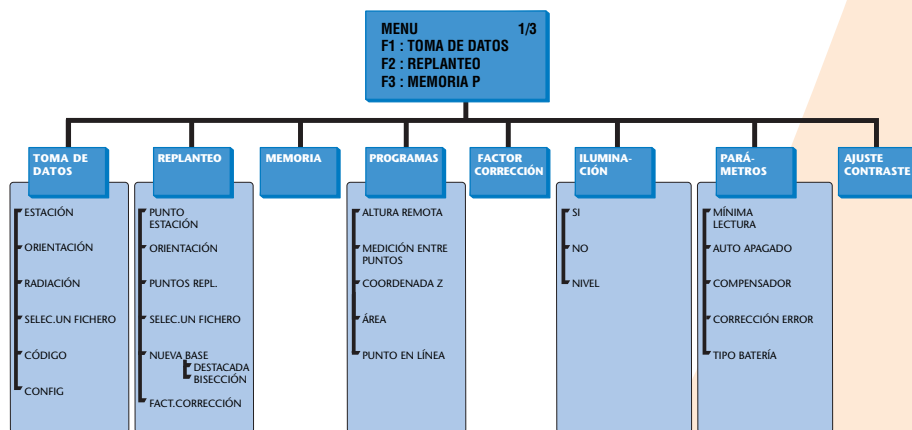 MENU 1/3
F1 : TOMA DE DATOS
F2 : REPLANTEO
F3 : MEMORIA P
TOMA DE
DATOS
ESTACIÓN
ORIENTACIÓN
RADIACIÓN
SELEC.UN FICHERO
CÓDIGO
CONFIG
REPLANTEO
PUNTO
ESTACIÓN
ORIENTACIÓN
PUNTOS REPL.
SELEC.UN FICHERO
NUEVA BASE
DESTACADA
BISECCIÓN
FACT.CORRECCIÓN
MEMORIA
PROGRAMAS
ALTURA REMOTA
MEDICIÓN ENTRE
PUNTOS
COORDENADA Z
ÁREA
PUNTO EN LÍNEA
FACTOR
CORRECCIÓN
ILUMINA-
CIÓN
SI
NO
NIVEL
PARÁ-
METROS
MÍNIMA
LECTURA
AUTO APAGADO
COMPENSADOR
CORRECCIÓN ERROR
TIPO BATERÍA
AJUSTE
CONTRASTE